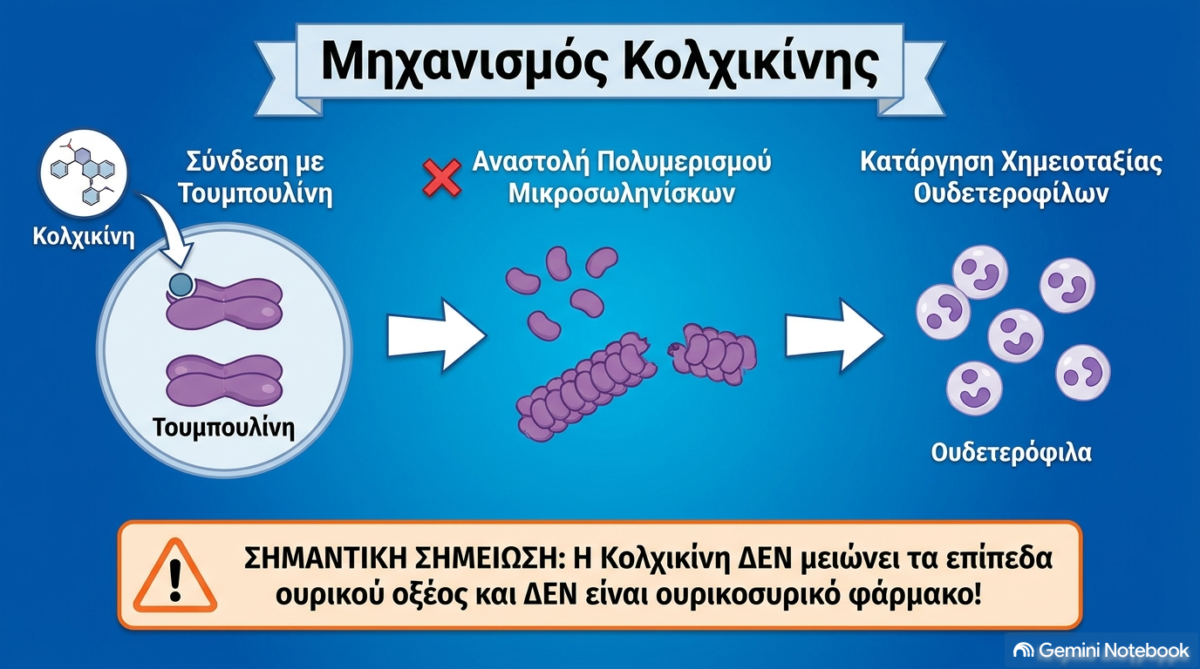 Μηχανισμός Κολχικίνης
Κολχικίνη
Σύνδεση με
Τουμπουλίνη
Τουμπουλίνη
Αναστολή Πολυμερισμού
Μικροσωληνίσκων
Κατάργηση Χημειοταξίας
Ουδετεροφίλων
Ουδετερόφιλα
ΣΗΜΑΝΤΙΚΗ ΣΗΜΕΙΩΣΗ: Η Κολχικίνη ΔΕΝ μειώνει τα επίπεδα
ουρικού οξέος και ΔΕΝ είναι ουρικοσυρικό φάρμακο!
Gemini Notebook